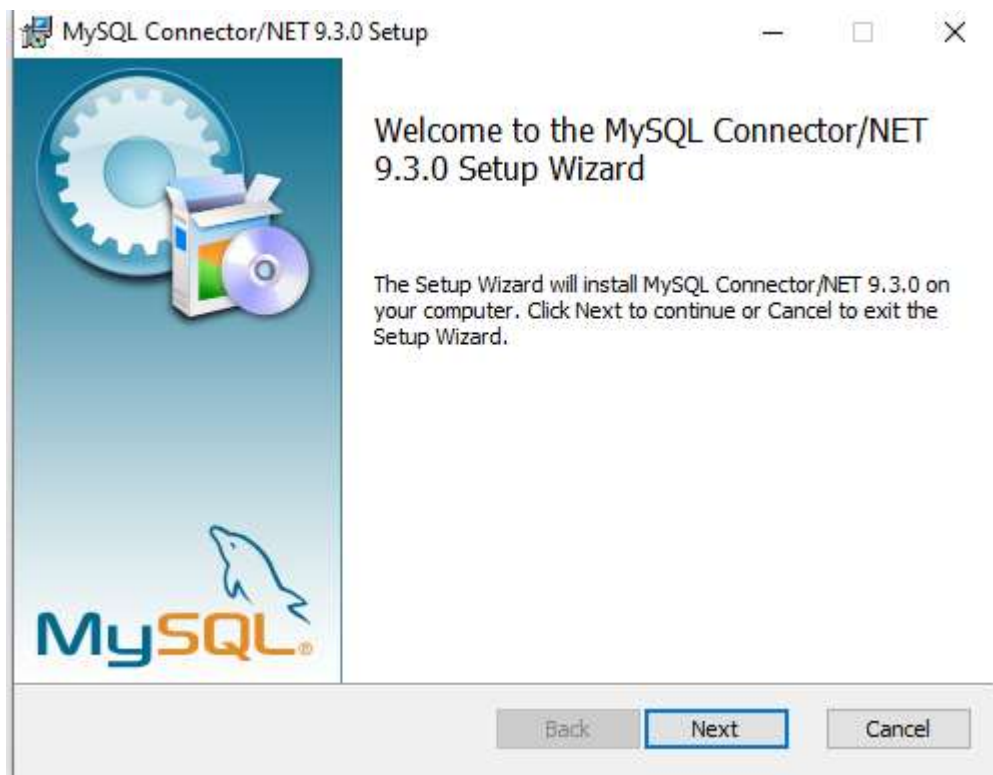 MySQL Connector/NET 9.3.0 Setup
Welcome to the MySQL Connector/NET
9.3.0 Setup Wizard
The Setup Wizard will install MySQL Connector/NET 9.3.0 on
your computer. Click Next to continue or Cancel to exit the
Setup Wizard.
MySQL®
Back Next Cancel